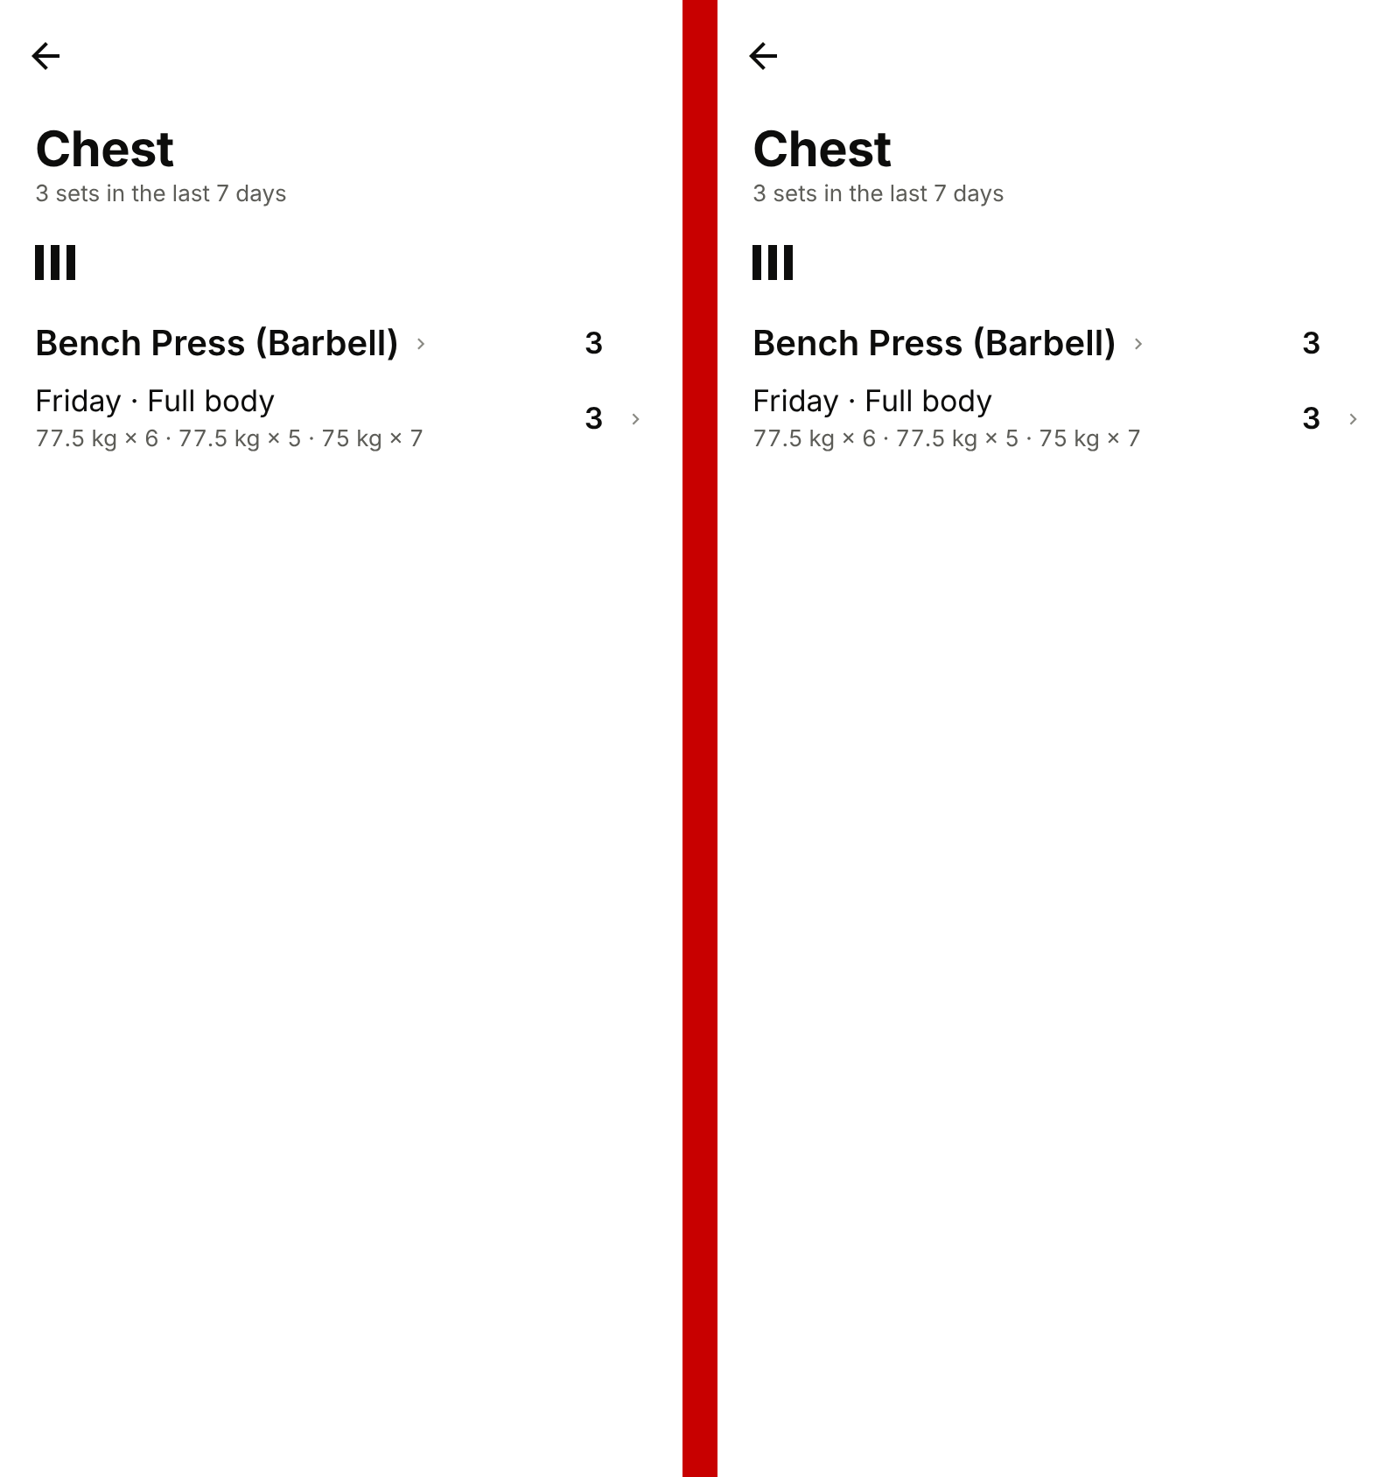 Chest
3 sets in the last 7 days
Bench Press (Barbell) › 3
Friday · Full body
77.5 kg × 6 · 77.5 kg × 5 · 75 kg × 7
3 ›
Chest
3 sets in the last 7 days
Bench Press (Barbell) › 3
Friday · Full body
77.5 kg × 6 · 77.5 kg × 5 · 75 kg × 7
3 ›